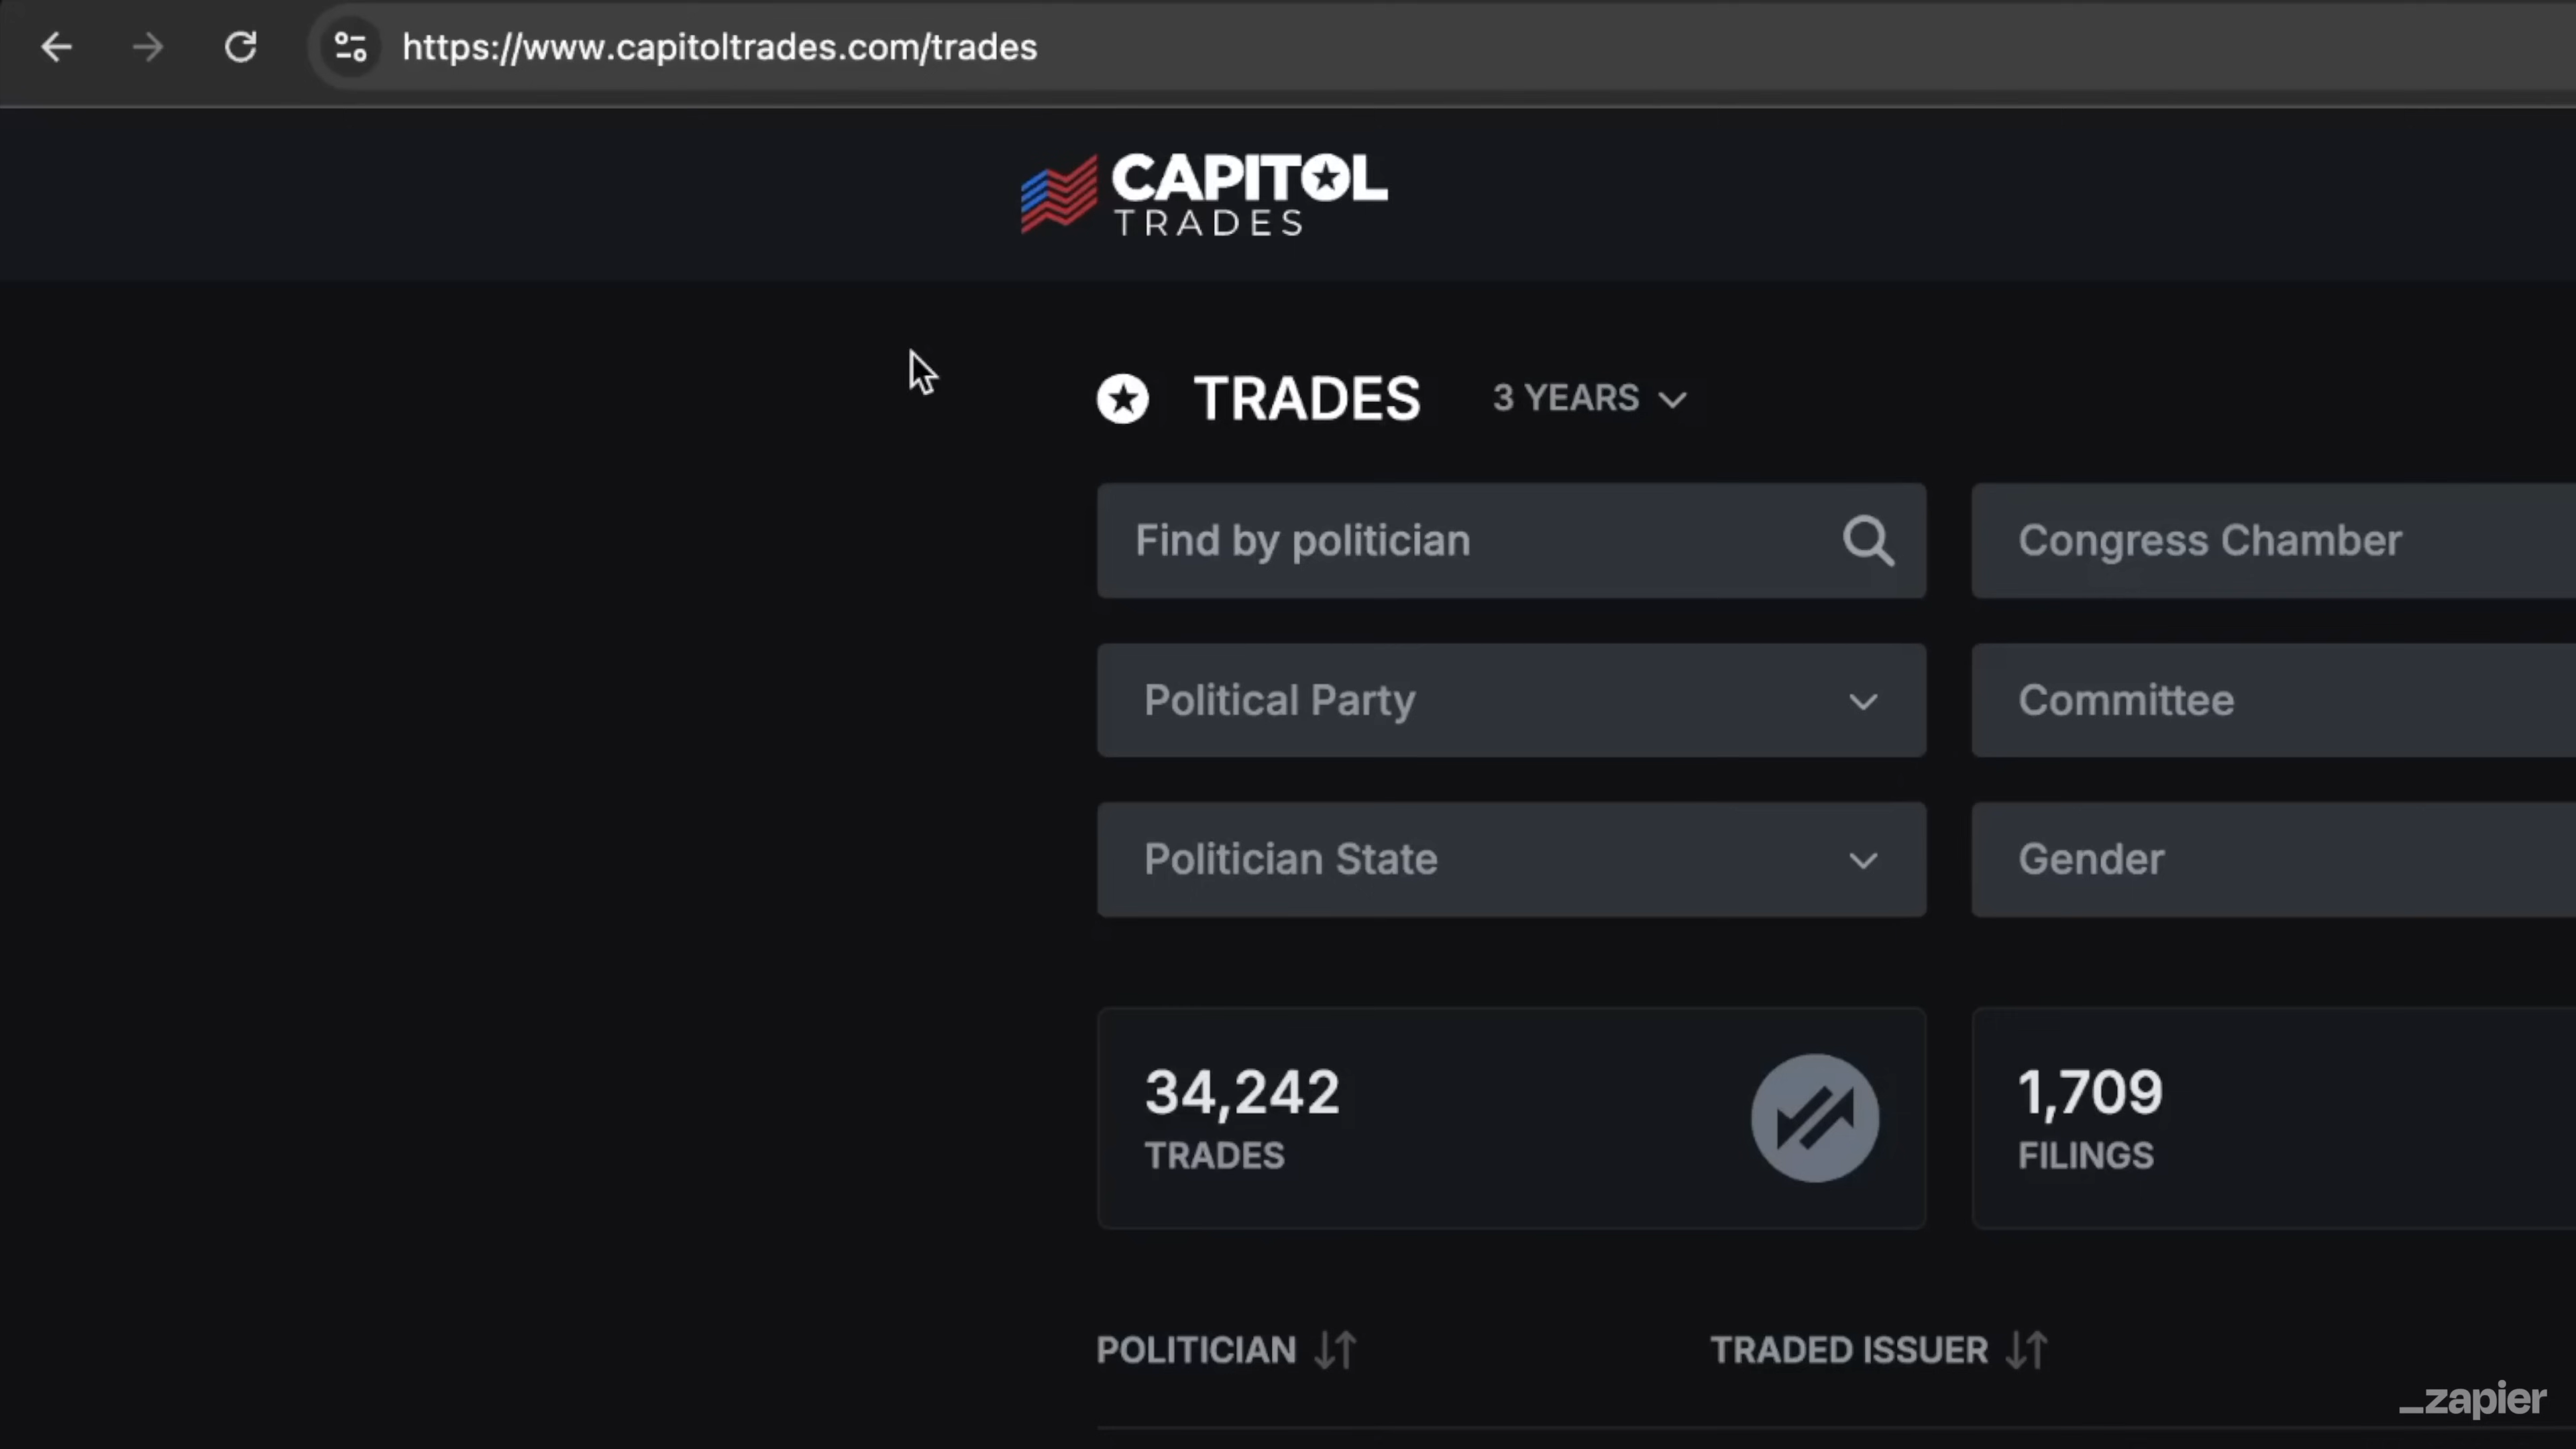 https://www.capitoltrades.com/trades
CAPITOL
TRADES
TRADES 3 YEARS
Find by politician Congress Chamber
Political Party Committee
Politician State Gender
34,242 1,709
TRADES FILINGS
POLITICIAN TRADED ISSUER
_zapier